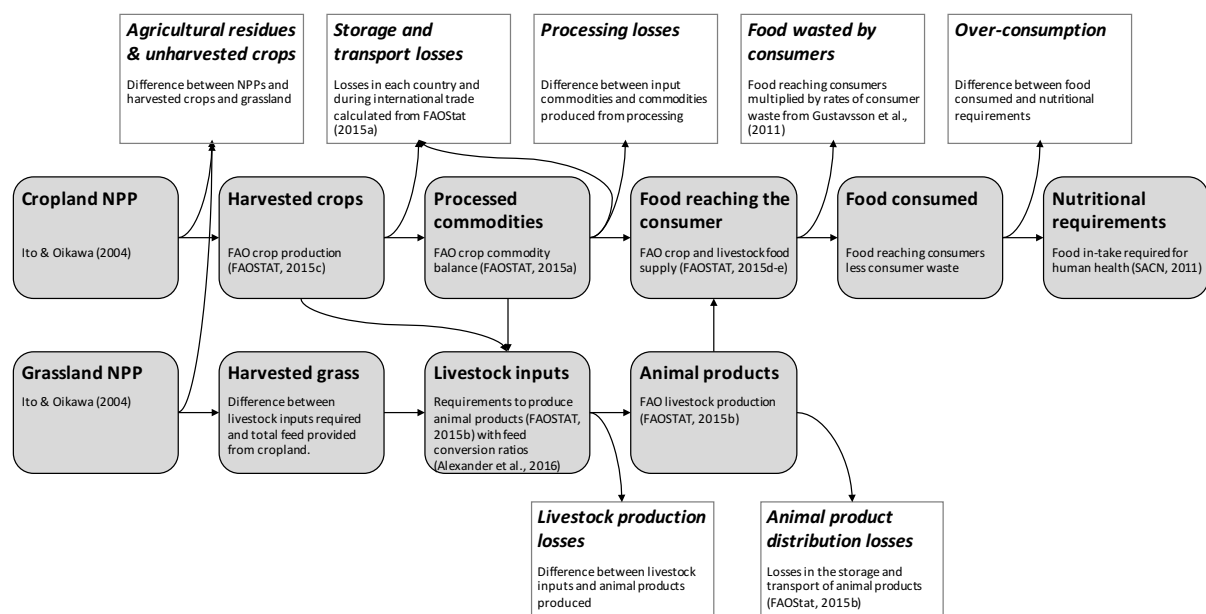 Agricultural residues
& unharvested crops
Difference between NPPs and
harvested crops and grassland
Storage and
transport losses
Losses in each country and
during international trade
calculated from FAOStat
(2015a)
Processing losses
Difference between input
commodities and commodities
produced from processing
Food wasted by
consumers
Food reaching consumers
multiplied by rates of consumer
waste from Gustavsson et al.,
(2011)
Over-consumption
Difference between food
consumed and nutritional
requirements
Cropland NPP
Ito & Oikawa (2004)
Harvested crops
FAO crop production
(FAOSTAT, 2015c)
Processed
commodities
FAO crop commodity
balance (FAOSTAT, 2015a)
Food reaching the
consumer
FAO crop and livestock food
supply (FAOSTAT, 2015d-e)
Food consumed
Food reaching consumers
less consumer waste
Nutritional
requirements
Food in-take required for
human health (SACN, 2011)
Grassland NPP
Ito & Oikawa (2004)
Harvested grass
Difference between
livestock inputs required
and total feed provided
from cropland.
Livestock inputs
Requirements to produce
animal products (FAOSTAT,
2015b) with feed
conversion ratios
(Alexander et al., 2016)
Animal products
FAO livestock production
(FAOSTAT, 2015b)
Livestock production
losses
Difference between livestock
inputs and animal products
produced
Animal product
distribution losses
Losses in the storage and
transport of animal products
(FAOStat, 2015b)